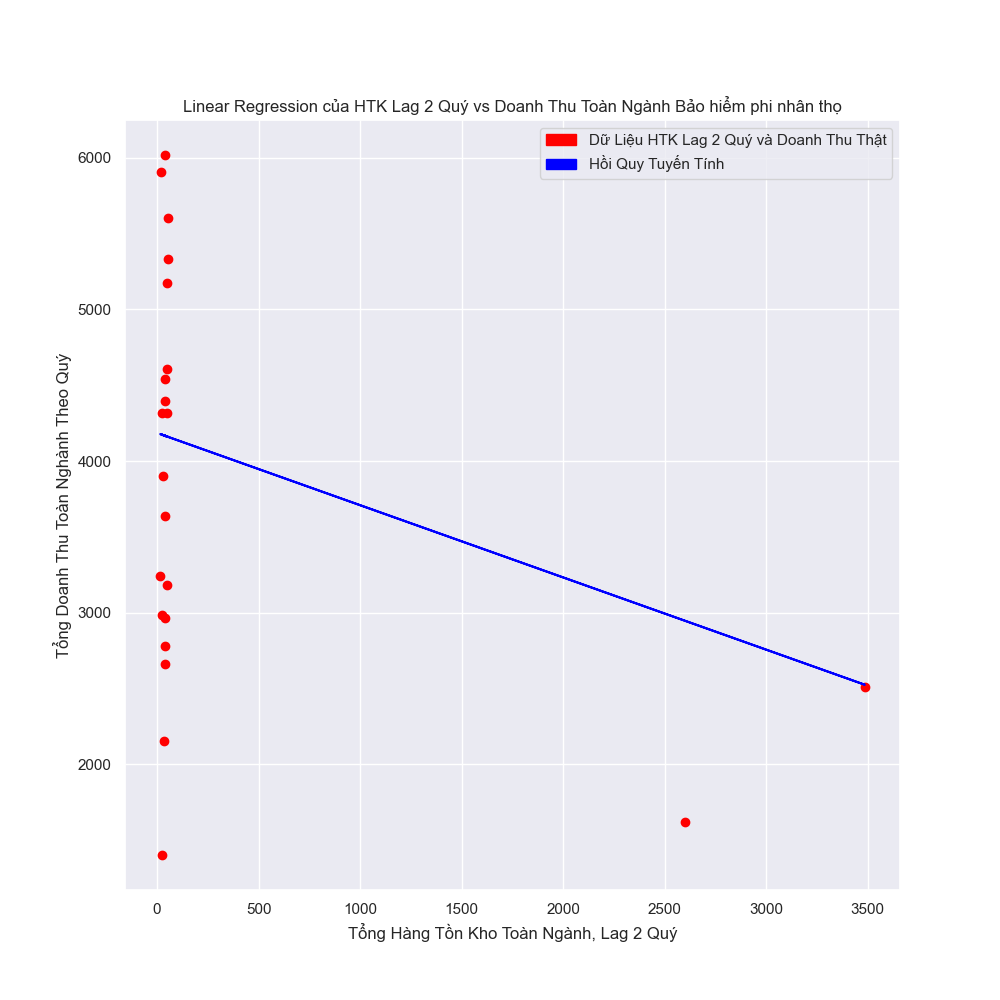 Linear Regression của HTK Lag 2 Quý vs Doanh Thu Toàn Ngành Bảo hiểm phi nhân thọ
Dữ Liệu HTK Lag 2 Quý và Doanh Thu Thật
Hồi Quy Tuyến Tính
6000
5000
4000
3000
2000
Tổng Doanh Thu Toàn Nghành Theo Quý
0 500 1000 1500 2000 2500 3000 3500
Tổng Hàng Tồn Kho Toàn Ngành, Lag 2 Quý